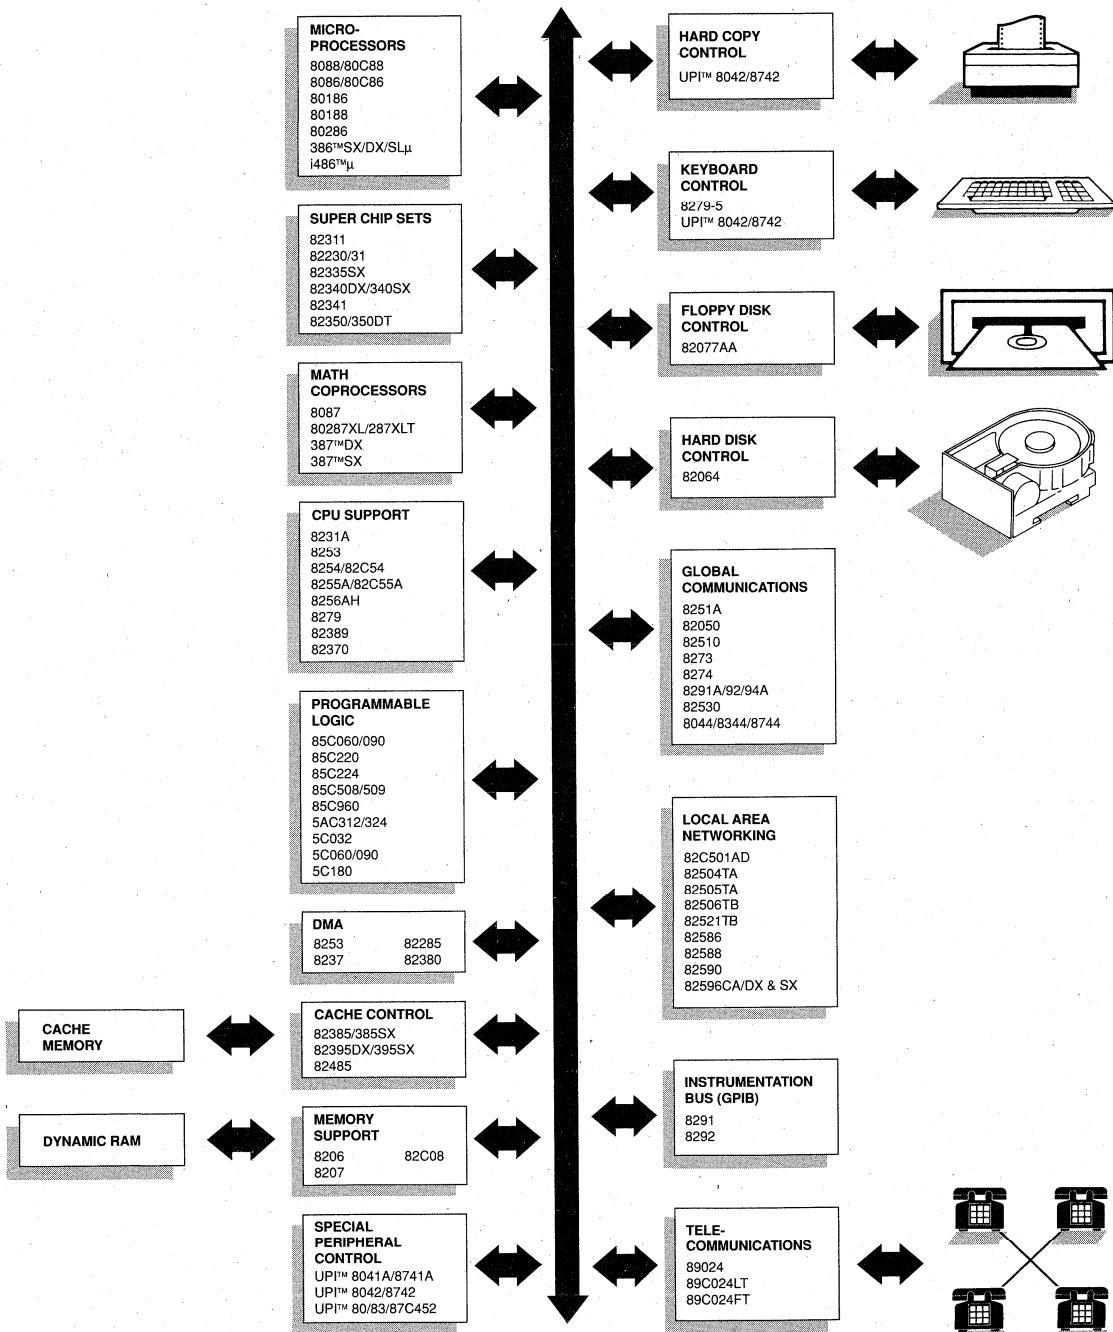 MICRO-
PROCESSORS
8088/80C88
8086/80C86
80186
80188
80286
386™SX/DX/SLµ
i486™µ
SUPER CHIP SETS
82311
82230/31
82335SX
82340DX/340SX
82341
82350/350DT
MATH
COPROCESSORS
8087
80287XL/287XLT
387™DX
387™SX
CPU SUPPORT
8231A
8253
8254/82C54
8255A/82C55A
8256AH
8279
82389
82370
PROGRAMMABLE
LOGIC
85C060/090
85C220
85C224
85C508/509
85C960
5AC312/324
5C032
5C060/090
5C180
DMA
8253 82285
8237 82380
CACHE
MEMORY
CACHE CONTROL
82385/385SX
82395DX/395SX
82485
DYNAMIC RAM
MEMORY
SUPPORT
8206 82C08
8207
SPECIAL
PERIPHERAL
CONTROL
UPI™ 8041A/8741A
UPI™ 8042/8742
UPI™ 80/83/87C452
HARD COPY
CONTROL
UPI™ 8042/8742
KEYBOARD
CONTROL
8279-5
UPI™ 8042/8742
FLOPPY DISK
CONTROL
82077AA
HARD DISK
CONTROL
82064
GLOBAL
COMMUNICATIONS
8251A
82050
82510
8273
8274
8291A/92/94A
82530
8044/8344/8744
LOCAL AREA
NETWORKING
82C501AD
82504TA
82505TA
82506TB
82521TB
82586
82588
82590
82596CA/DX & SX
INSTRUMENTATION
BUS (GPIB)
8291
8292
TELE-
COMMUNICATIONS
89024
89C024LT
89C024FT